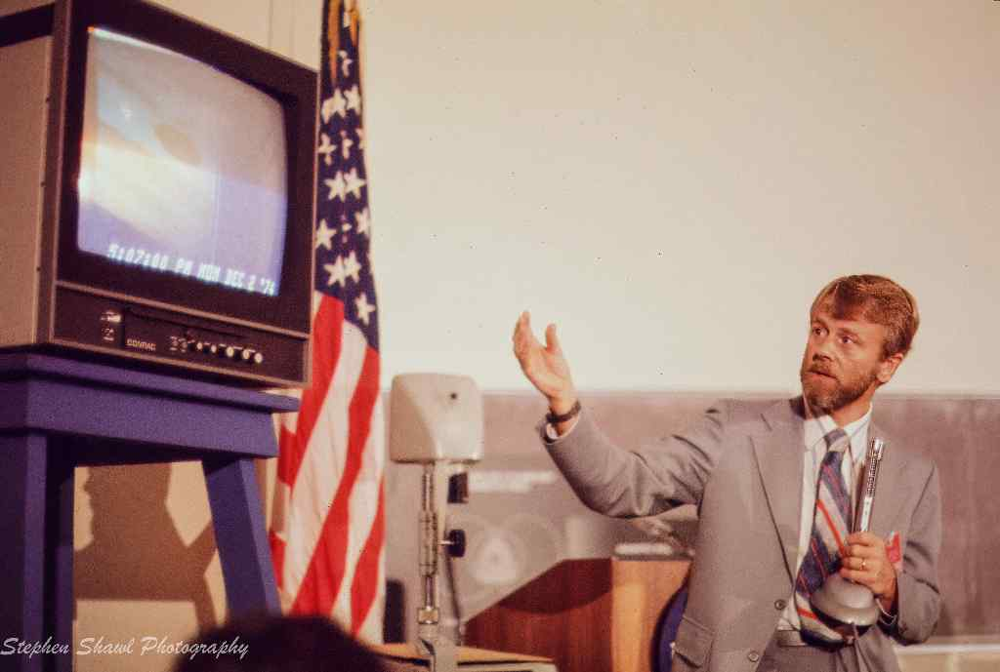 5:07:00 PM MON DEC 2 '74
CONRAC
Stephen Shawl Photography